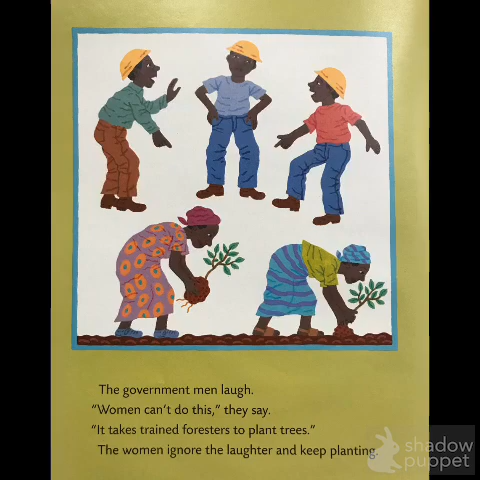 The government men laugh.
“Women can’t do this,” they say.
“It takes trained foresters to plant trees.”
The women ignore the laughter and keep planting.
shadow
puppet